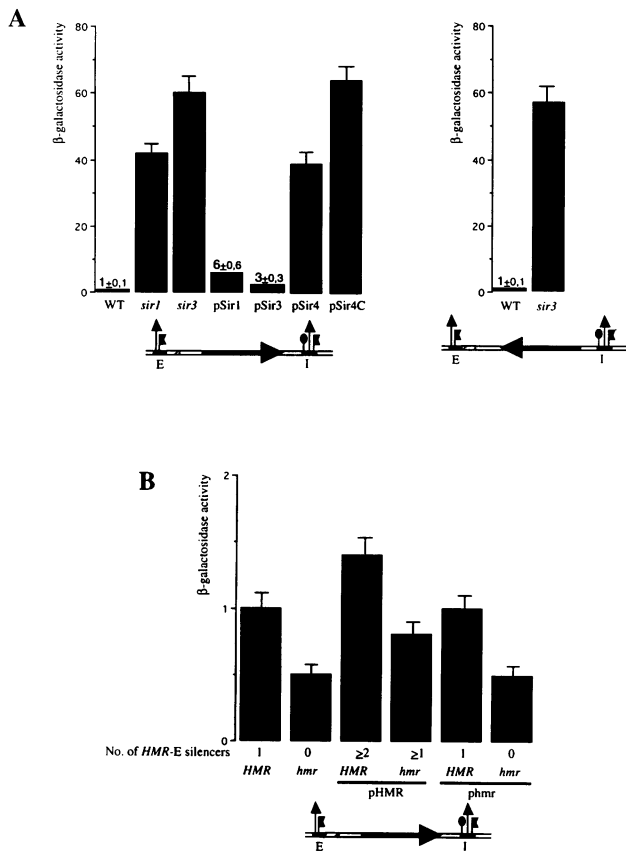 A
β-galactosidase activity
80
60
40
20
0
1±0,1
6±0,6
3±0,3
WT sir1 sir3 pSir1 pSir3 pSir4 pSir4C
E I
β-galactosidase activity
80
60
40
20
0
1±0,1
WT sir3
E I
B
β-galactosidase activity
2
1
0
No. of HMR-E silencers 1 0 ≥2 ≥1 1 0
HMR hmr HMR hmr HMR hmr
pHMR phmr
E I